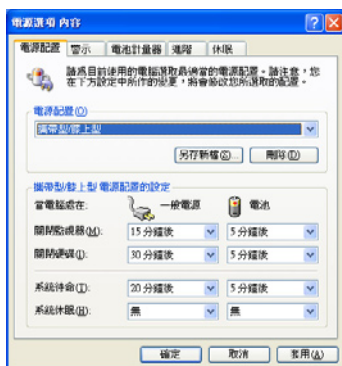 電源選項 內容
電源配置 警示 電池計量器 進階 休眠
請為目前使用的電腦選取最適當的電源配置。請注意,您
在下方設定中所作的變更,將會修改您所選取的配置。
電源配置(O)
攜帶型/膝上型
另存新檔(S)... 刪除(D)
攜帶型/膝上型 電源配置的設定
當電腦處在: 一般電源 電池
關閉監視器(M): 15 分鐘後 5 分鐘後
關閉硬碟(I): 30 分鐘後 5 分鐘後
系統待命(T): 20 分鐘後 5 分鐘後
系統休眠(H): 無 無
確定 取消 套用(A)